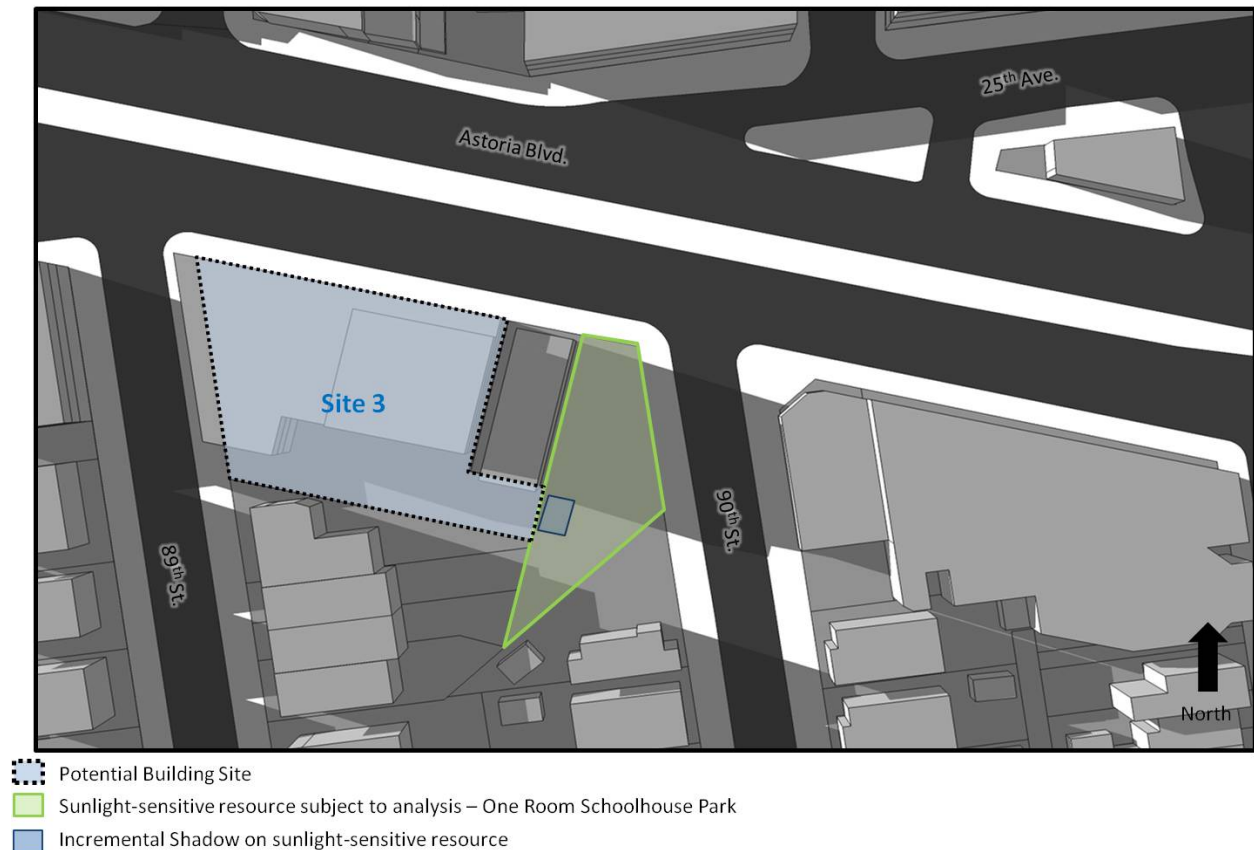 25th Ave.
Astoria Blvd.
Site 3
90th St.
89th St.
North
Potential Building Site
Sunlight-sensitive resource subject to analysis – One Room Schoolhouse Park
Incremental Shadow on sunlight-sensitive resource